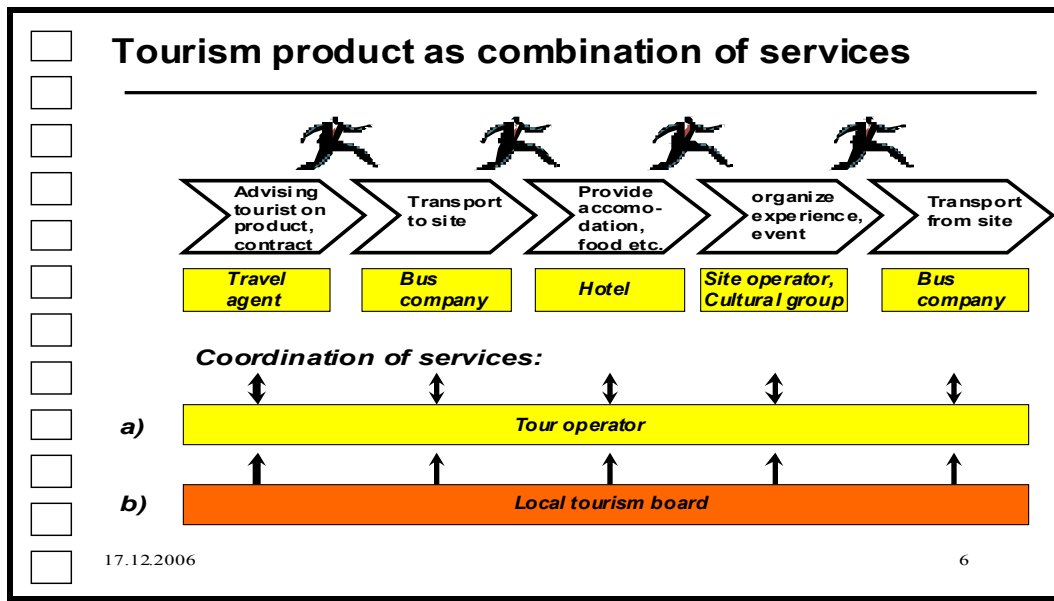 Tourism product as combination of services
Advising
tourist on
product,
contract
Transport
to site
Provide
accomo-
dation,
food etc.
organize
experience,
event
Transport
from site
Travel
agent
Bus
company
Hotel
Site operator,
Cultural group
Bus
company
Coordination of services:
a)
Tour operator
b)
Local tourism board
17.12.2006
6